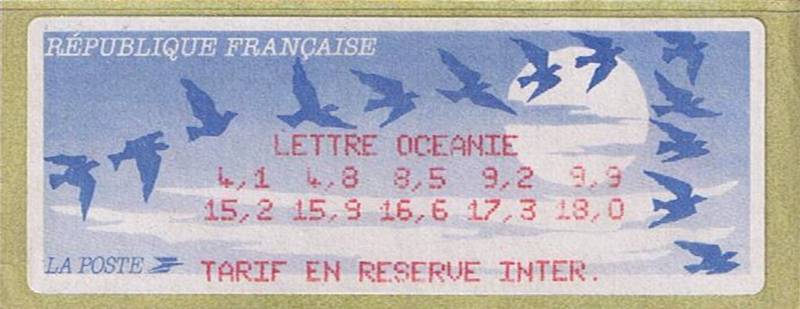 RÉPUBLIQUE FRANÇAISE
LETTRE OCEANIE
4,1 4,8 8,5 9,2 9,9
15,2 15,9 16,6 17,3 18,0
LA POSTE
TARIF EN RESERVE INTER.